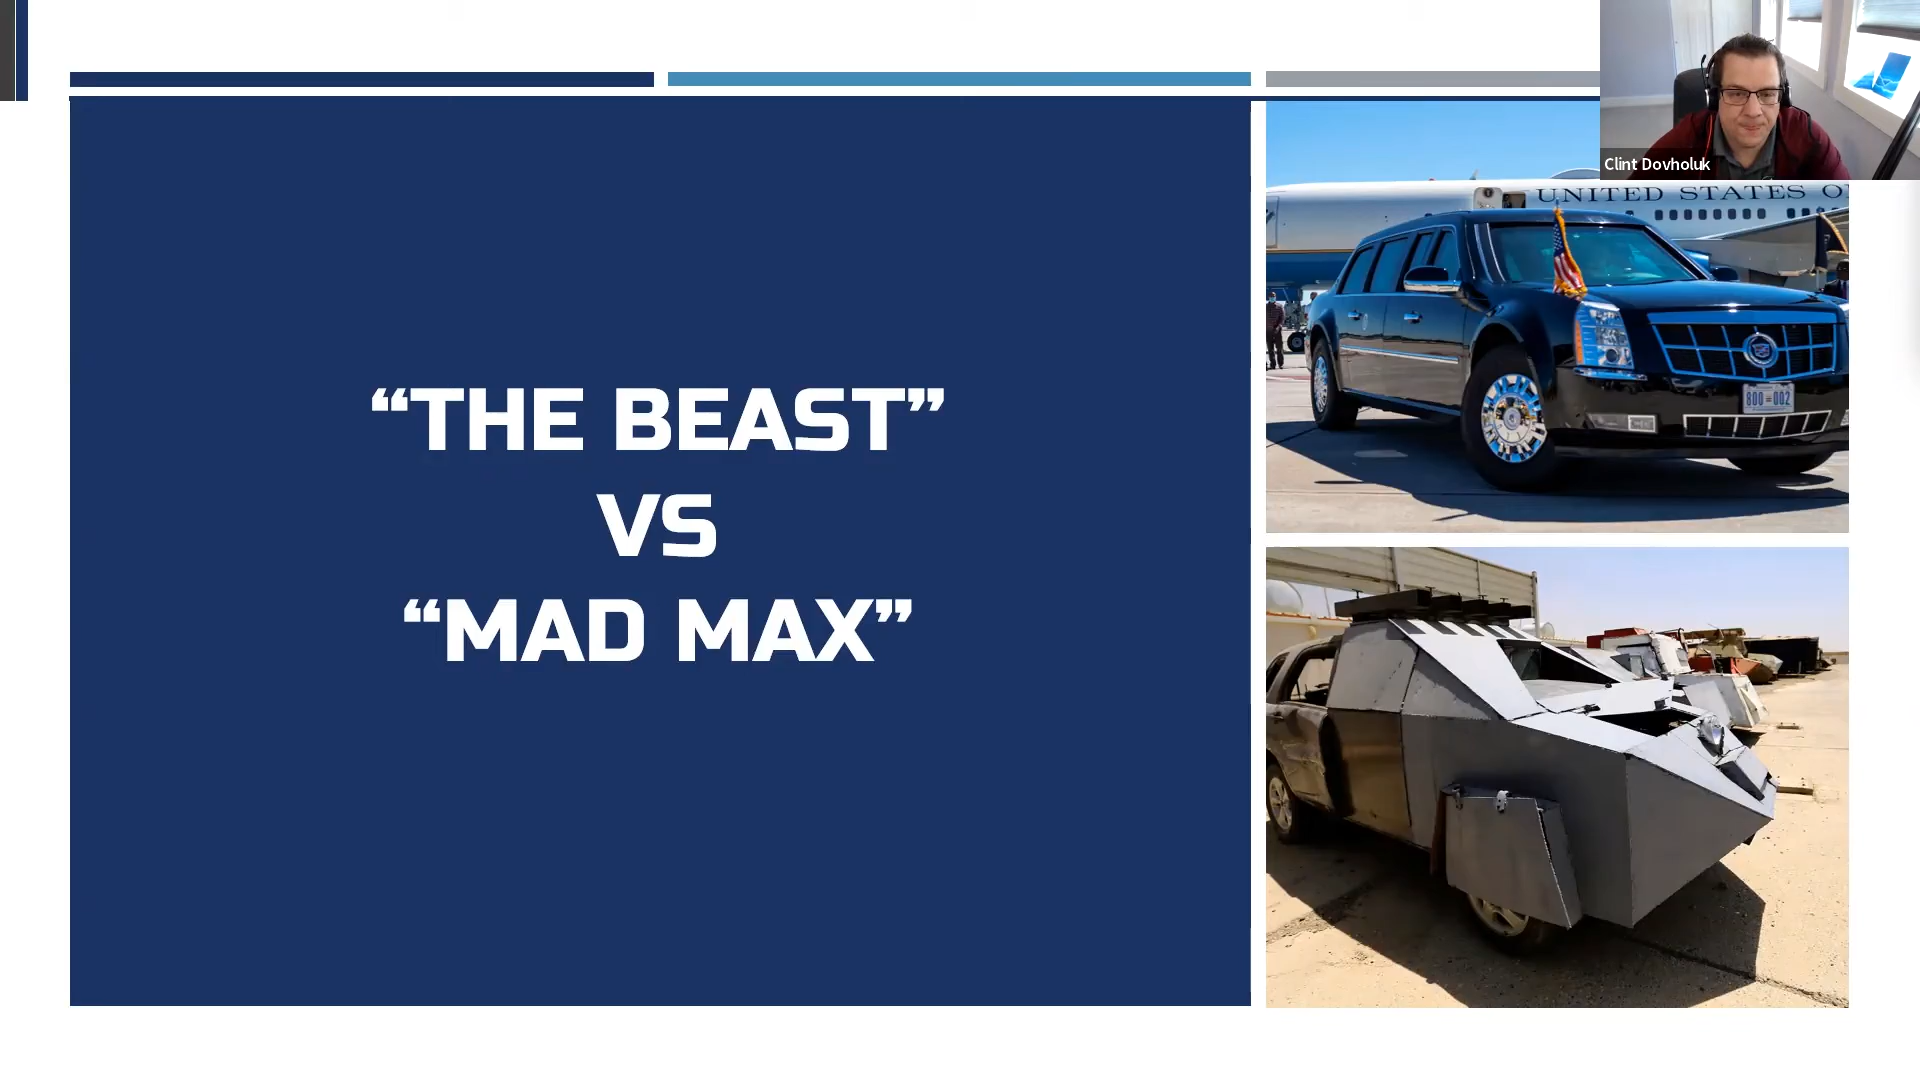 “THE BEAST”
VS
“MAD MAX”
UNITED STATES O
800 002
Clint Dovholuk